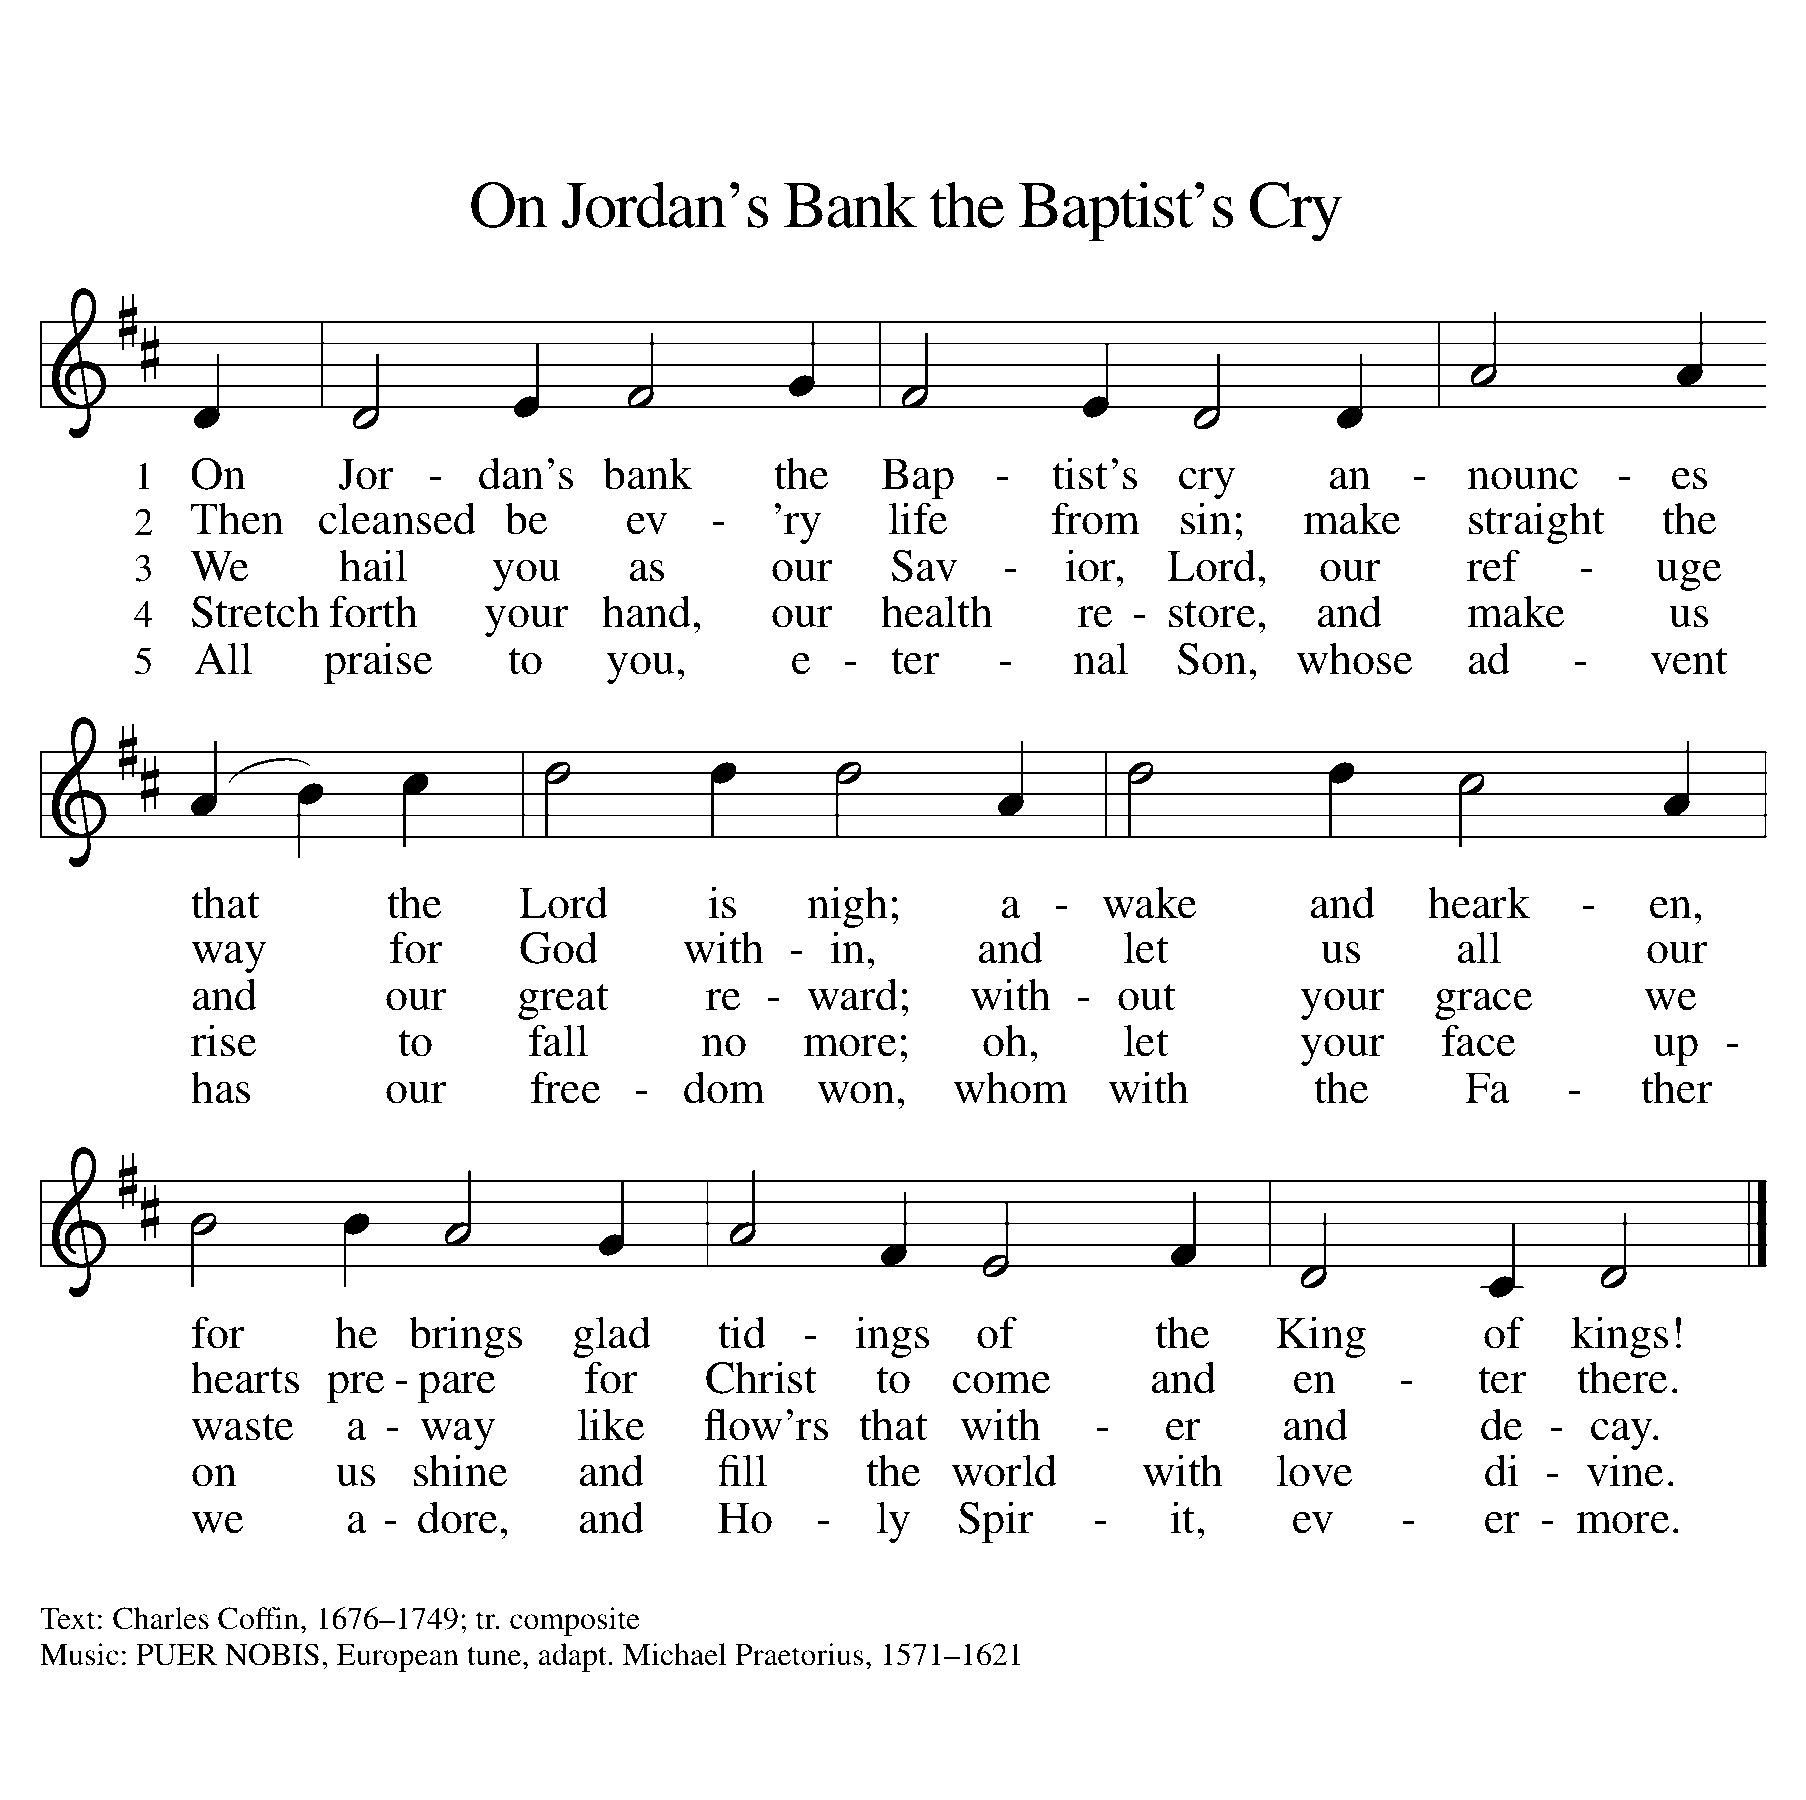 On Jordan’s Bank the Baptist’s Cry
1 On Jor - dan’s bank the Bap - tist’s cry an - nounc - es
2 Then cleansed be ev - ’ry life from sin; make straight the
3 We hail you as our Sav - ior, Lord, our ref - uge
4 Stretch forth your hand, our health re - store, and make us
5 All praise to you, e - ter - nal Son, whose ad - vent
that the Lord is nigh; a - wake and heark - en,
way for God with - in, and let us all our
and our great re - ward; with - out your grace we
rise to fall no more; oh, let your face up -
has our free - dom won, whom with the Fa - ther
for he brings glad tid - ings of the King of kings!
hearts pre - pare for Christ to come and en - ter there.
waste a - way like flow’rs that with - er and de - cay.
on us shine and fill the world with love di - vine.
we a - dore, and Ho - ly Spir - it, ev - er - more.
Text: Charles Coffin, 1676–1749; tr. composite
Music: PUER NOBIS, European tune, adapt. Michael Praetorius, 1571–1621